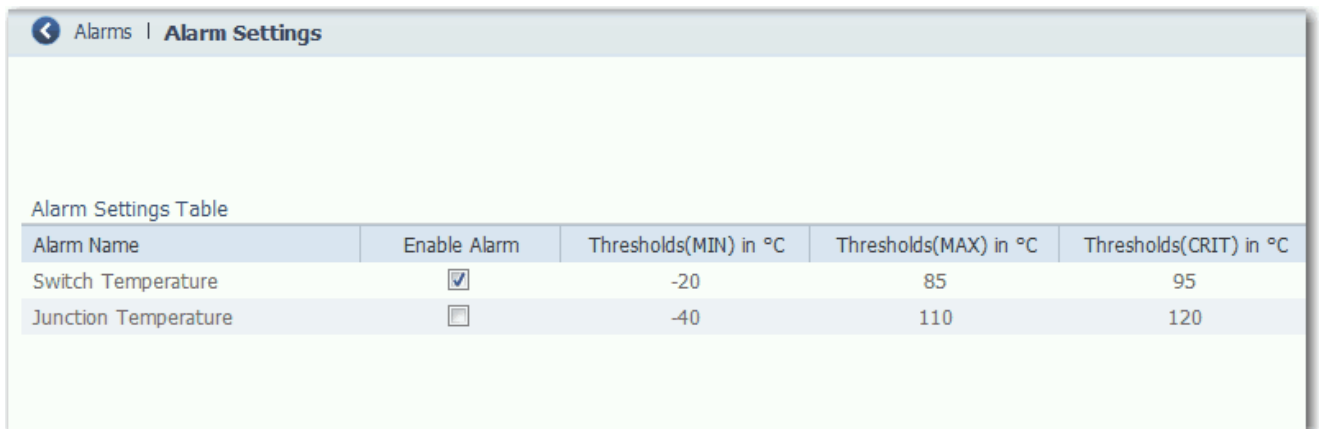 Alarms | Alarm Settings
Alarm Settings Table
Alarm Name Enable Alarm Thresholds(MIN) in °C Thresholds(MAX) in °C Thresholds(CRIT) in °C
Switch Temperature -20 85 95
Junction Temperature -40 110 120